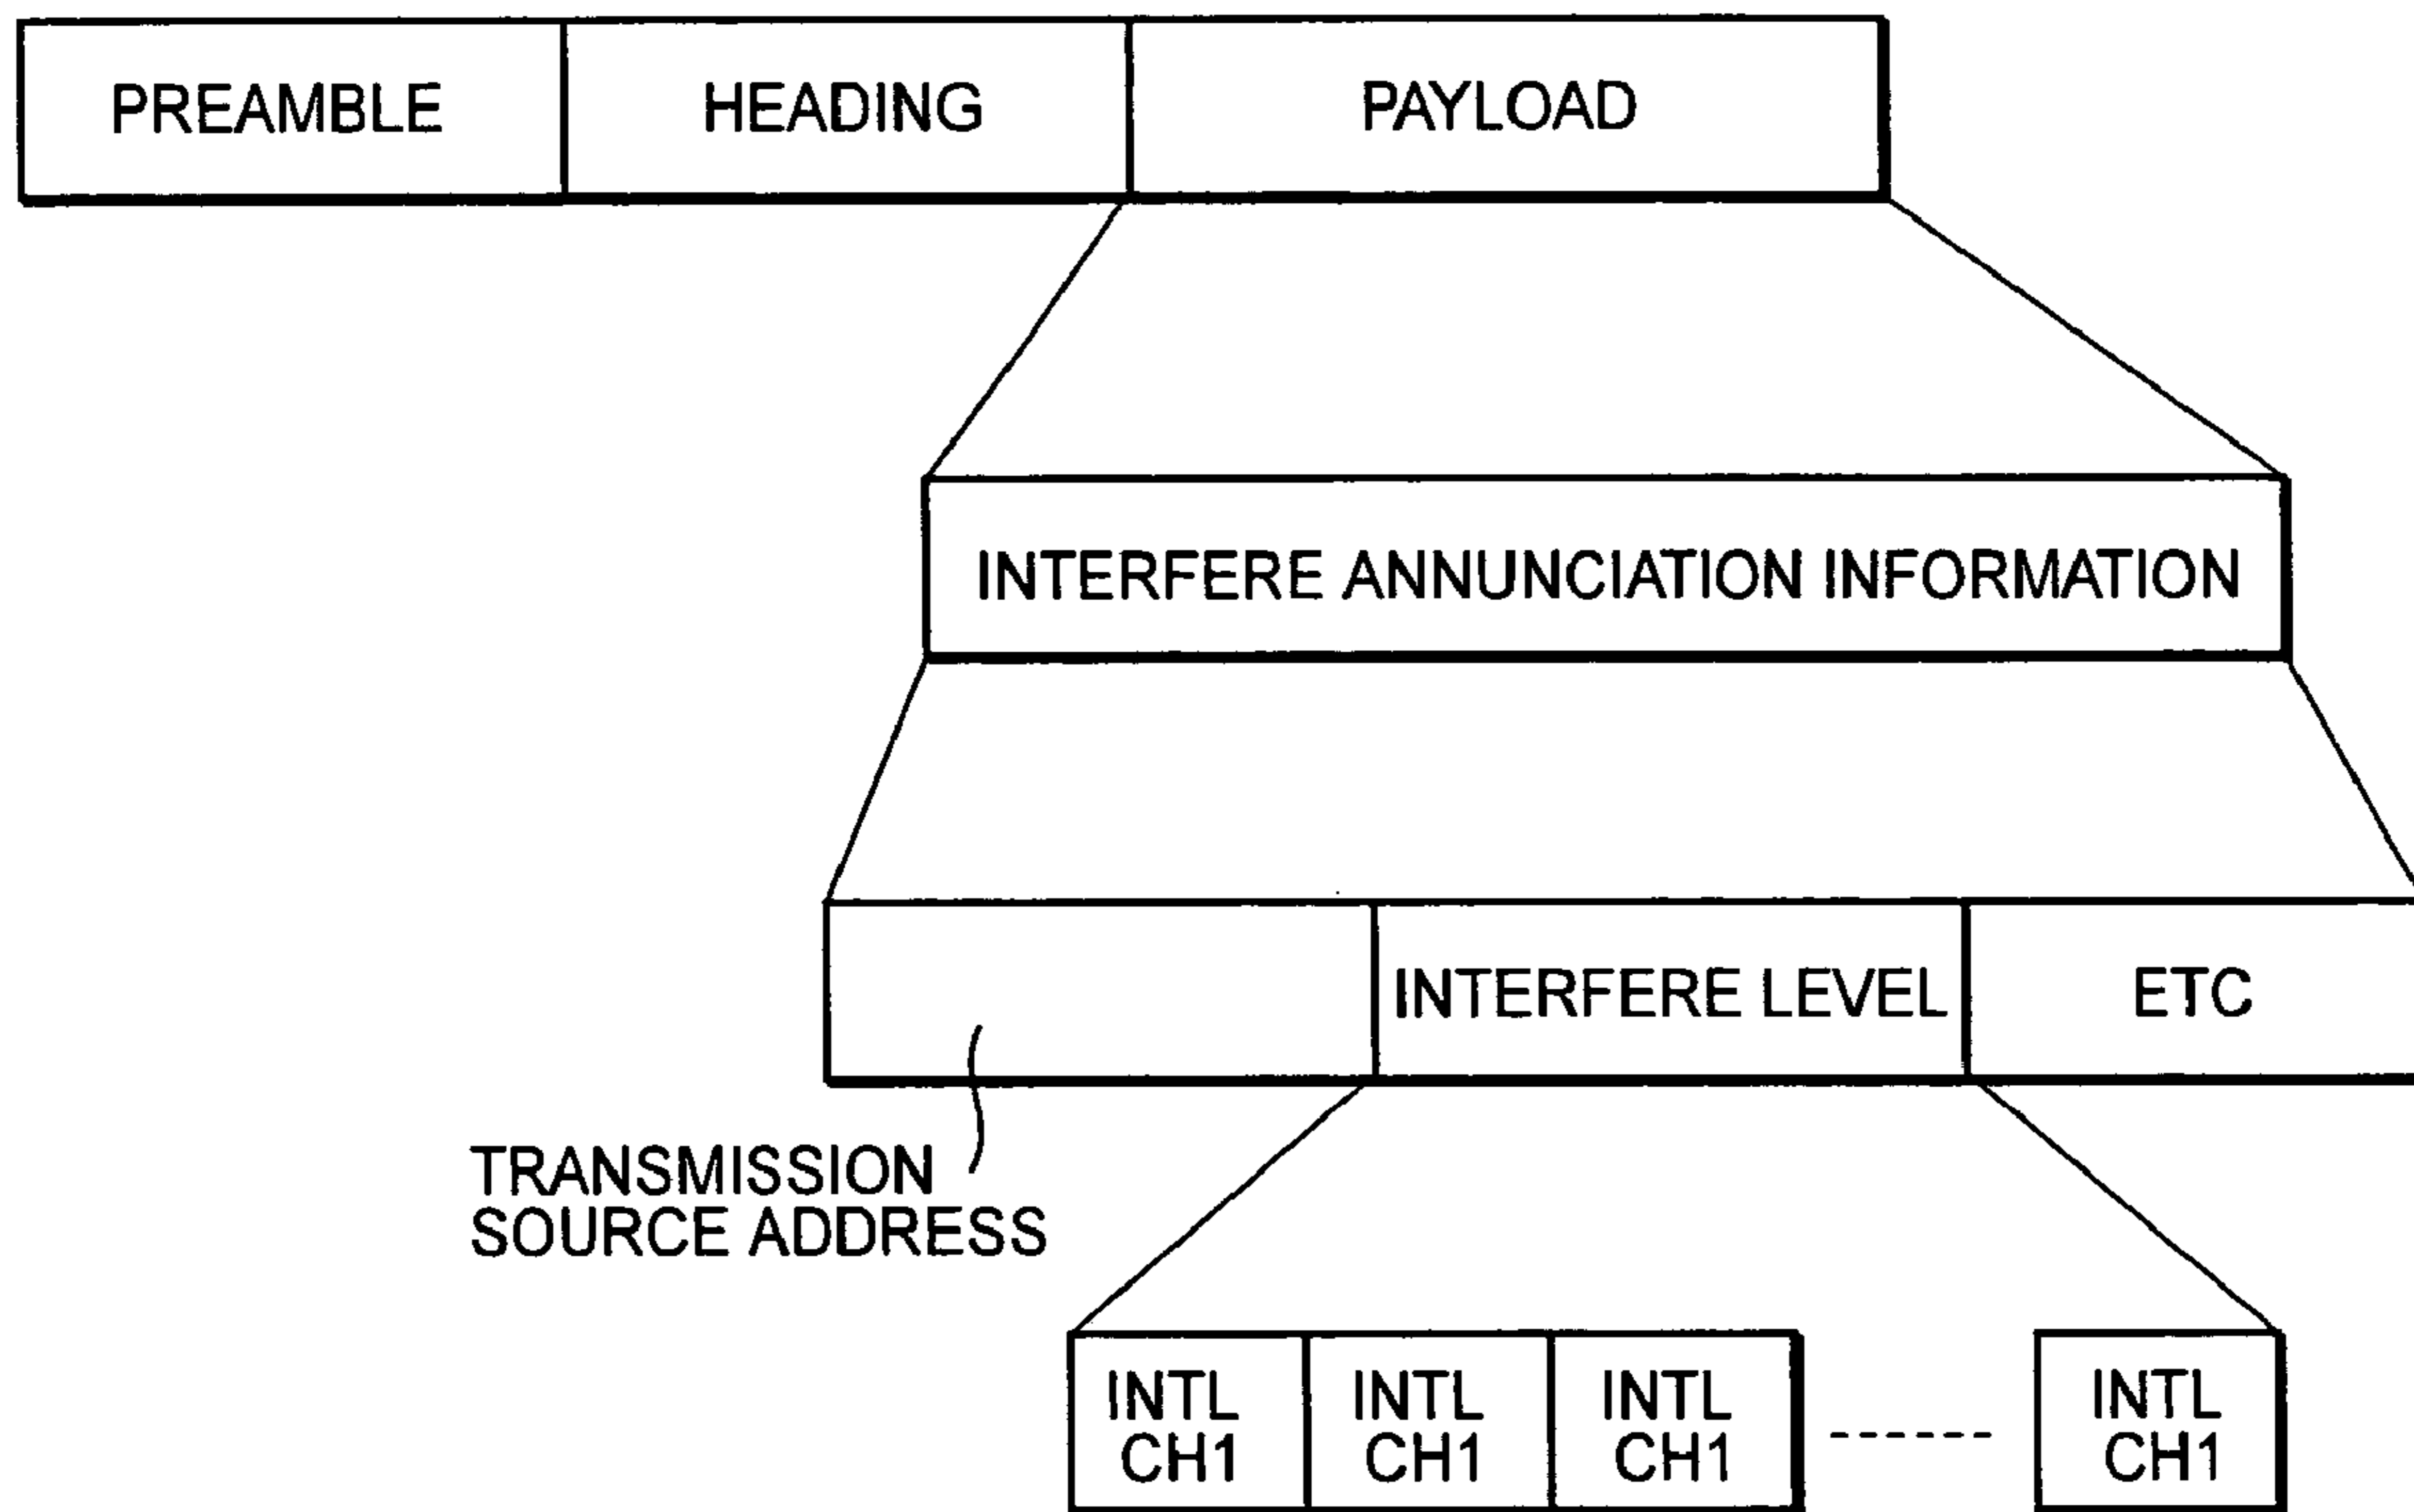 PREAMBLE
HEADING
PAYLOAD
INTERFERE ANNUNCIATION INFORMATION
INTERFERE LEVEL
ETC
TRANSMISSION
SOURCE ADDRESS
INTL
CH1
INTL
CH1
INTL
CH1
INTL
CH1